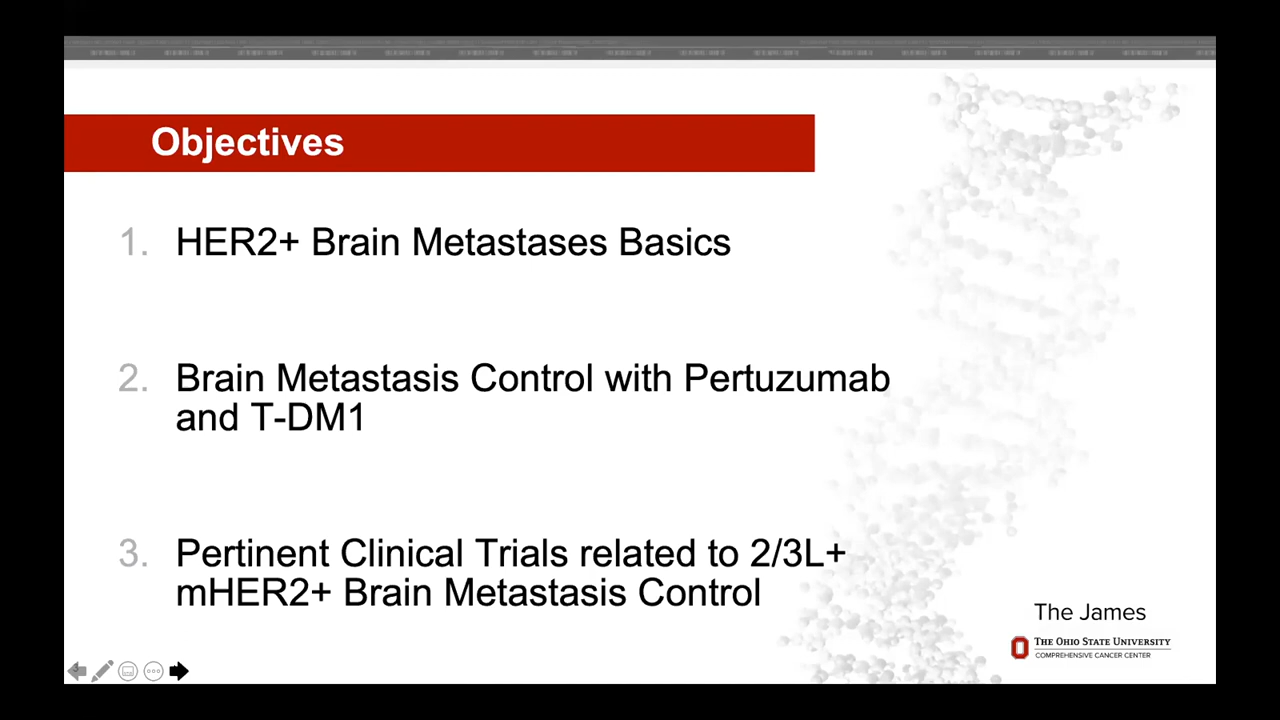 Objectives
1. HER2+ Brain Metastases Basics
2. Brain Metastasis Control with Pertuzumab
and T-DM1
3. Pertinent Clinical Trials related to 2/3L+
mHER2+ Brain Metastasis Control
The James
THE OHIO STATE UNIVERSITY
COMPREHENSIVE CANCER CENTER